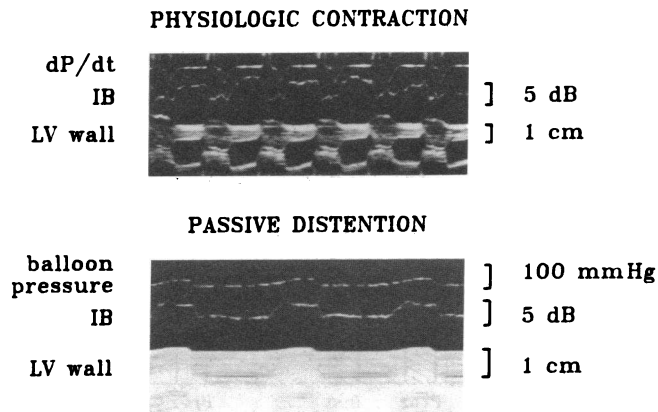 PHYSIOLOGIC CONTRACTION
dP/dt
IB
5 dB
LV wall
1 cm
PASSIVE DISTENTION
balloon
pressure
100 mmHg
IB
5 dB
LV wall
1 cm